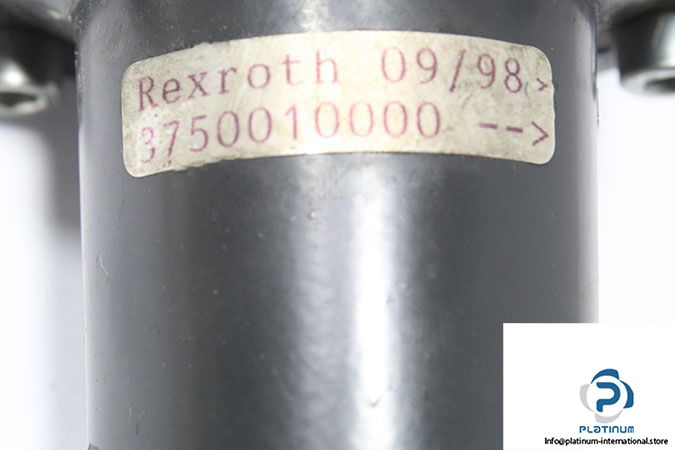 Rexroth 09/98 >
3750010000 -->
PLATINUM
Info@platinum-international.store